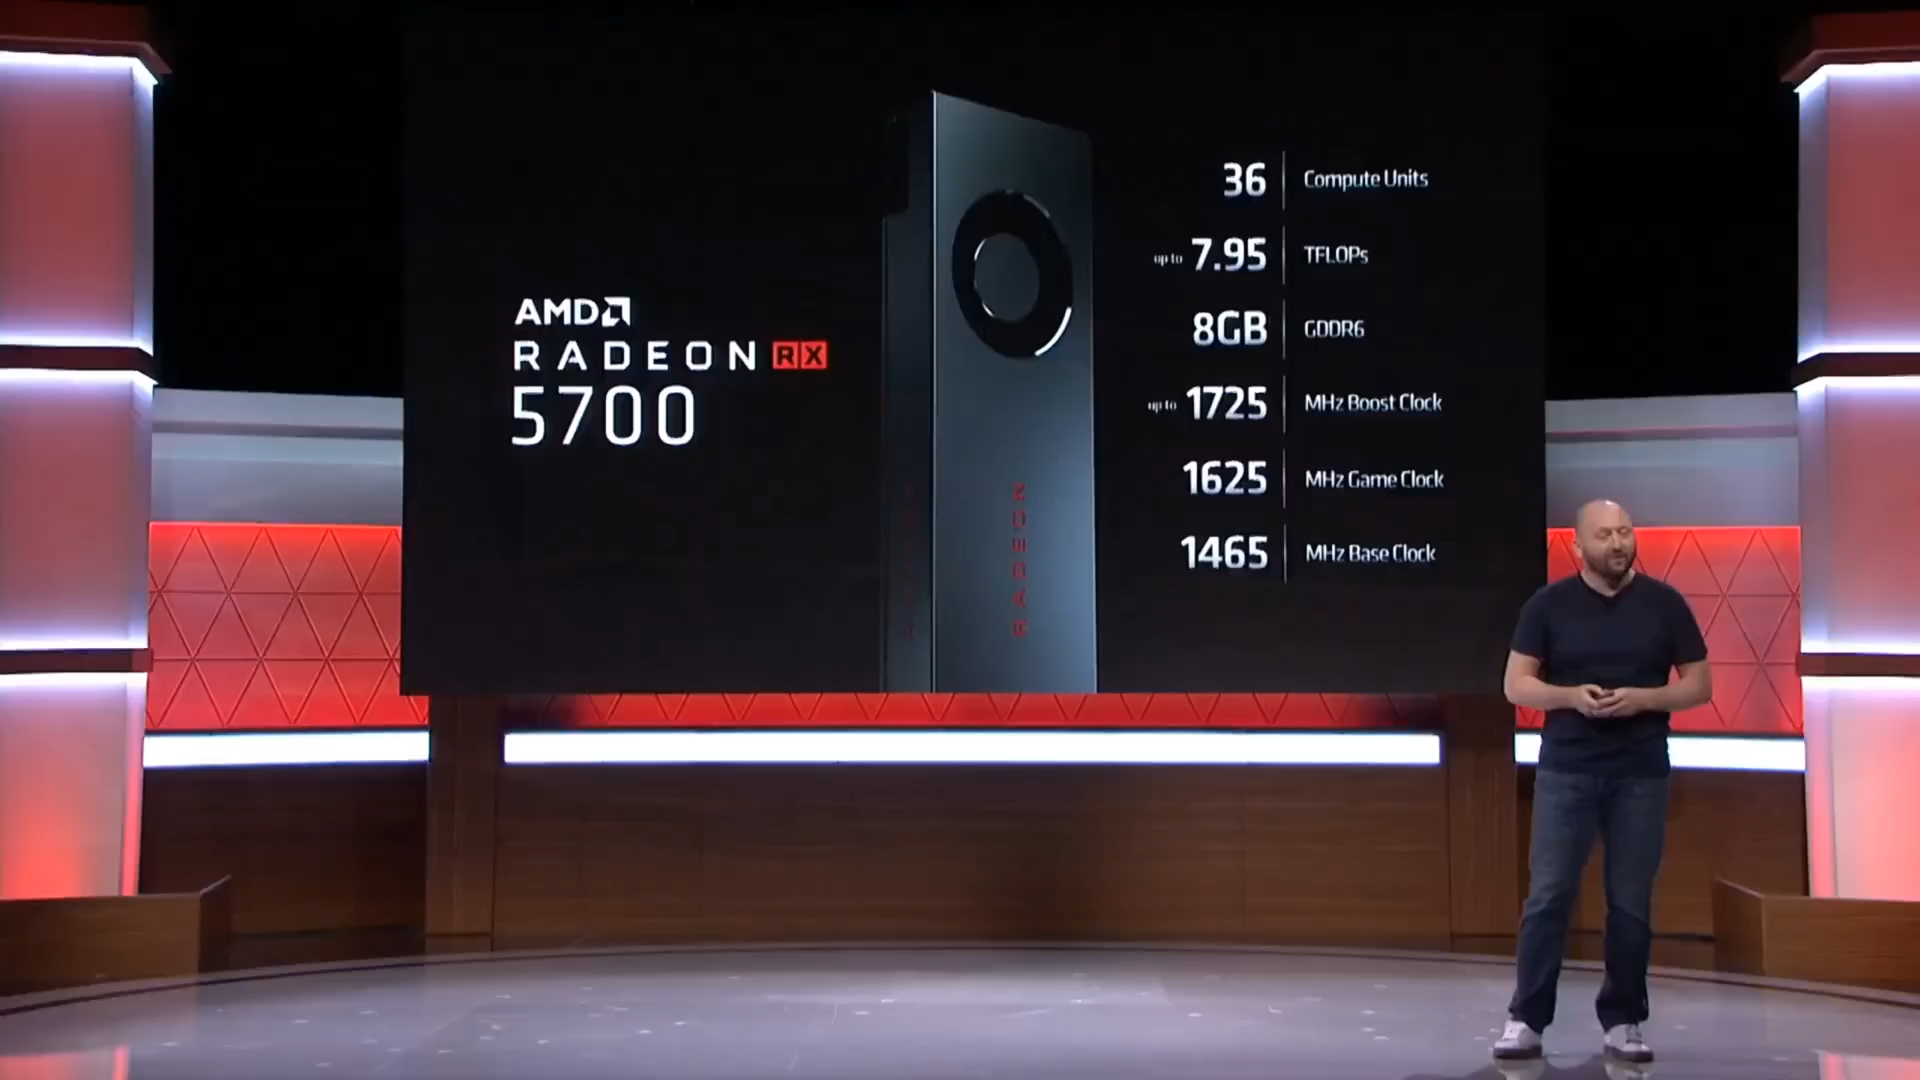 AMD
RADEON RX
5700
RADEON
36 Compute Units
up to 7.95 TFLOPs
8GB GDDR6
up to 1725 MHz Boost Clock
1625 MHz Game Clock
1465 MHz Base Clock